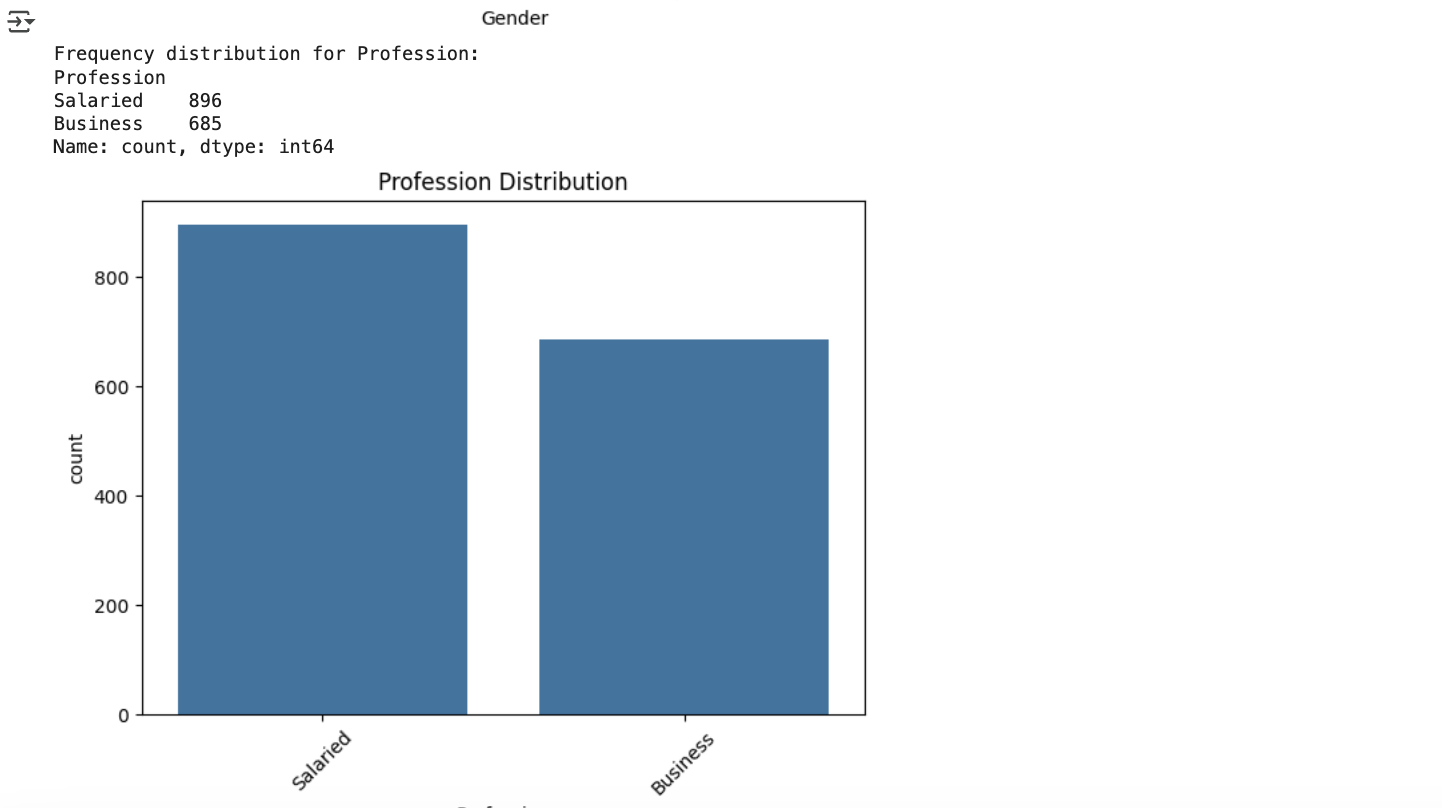 Gender
Frequency distribution for Profession:
Profession
Salaried    896
Business    685
Name: count, dtype: int64
Profession Distribution
800
600
400
200
0
count
Salaried
Business